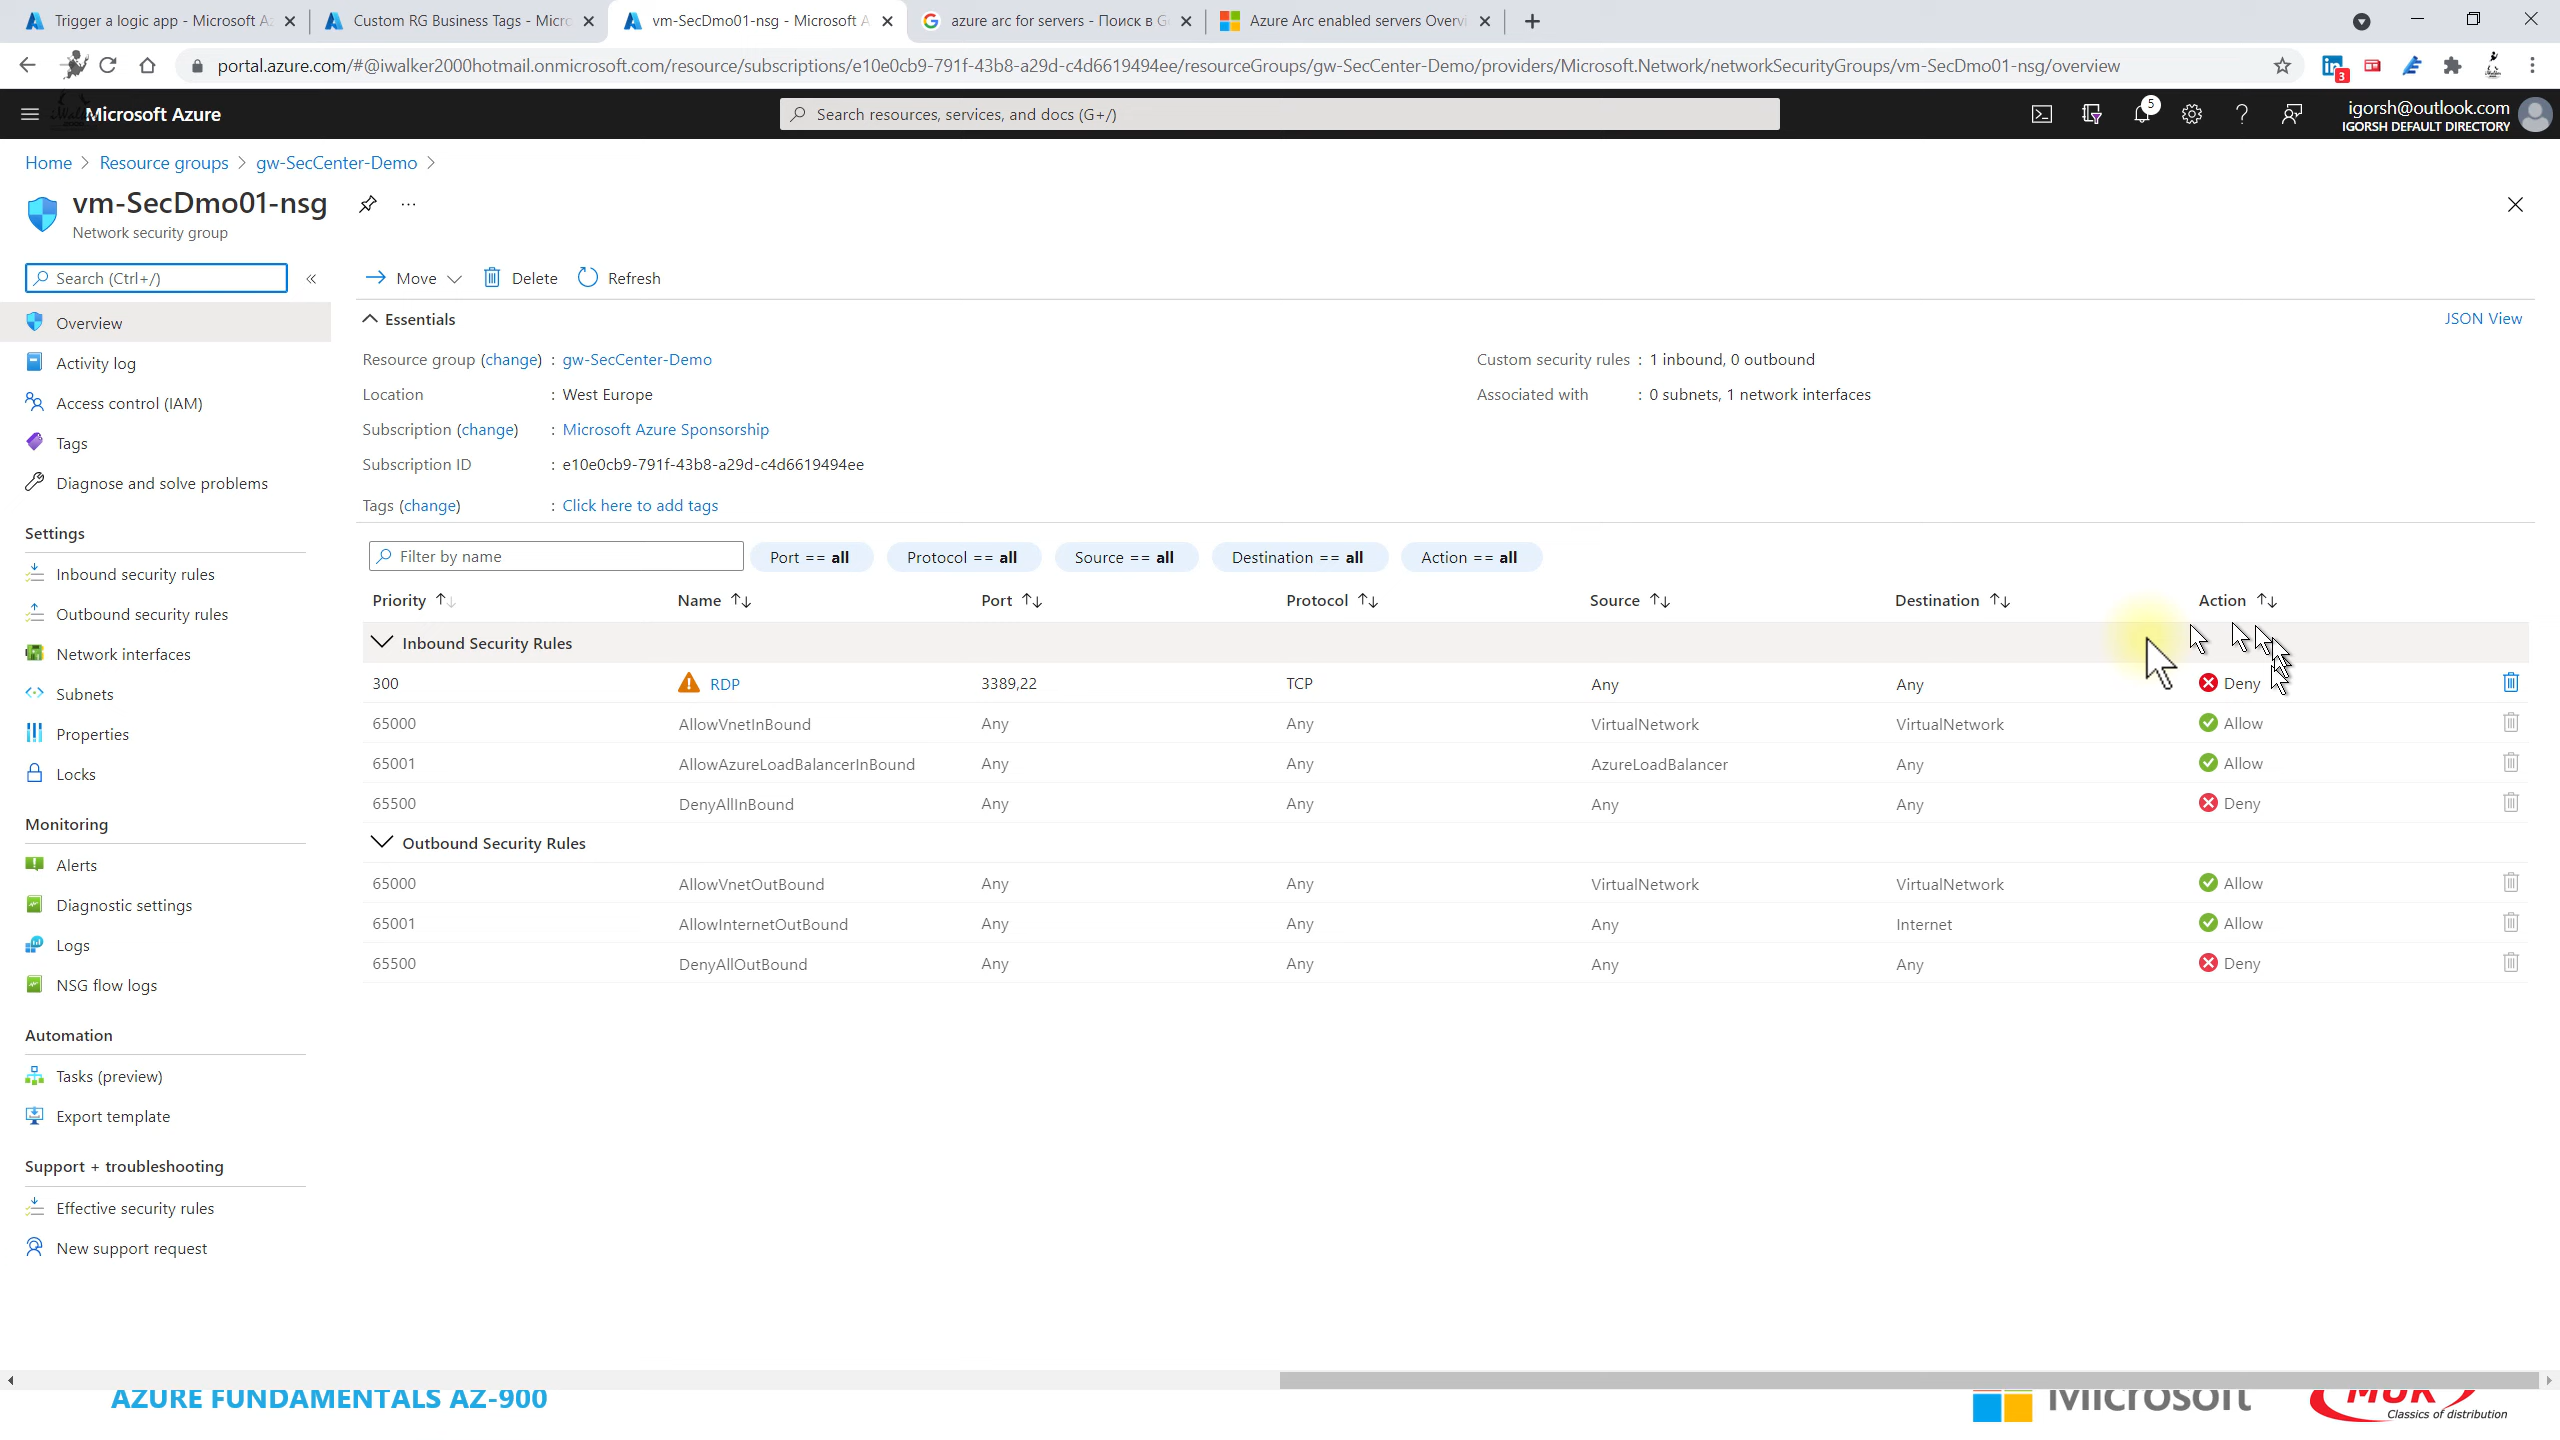 Trigger a logic app - Microsoft Az
Custom RG Business Tags - Micro
vm-SecDmo01-nsg - Microsoft A
azure arc for servers - Поиск в G
Azure Arc enabled servers Overvi
portal.azure.com/#@iwalker2000hotmail.onmicrosoft.com/resource/subscriptions/e10e0cb9-791f-43b8-a29d-c4d6619494ee/resourceGroups/gw-SecCenter-Demo/providers/Microsoft.Network/networkSecurityGroups/vm-SecDmo01-nsg/overview
3
Microsoft Azure
Search resources, services, and docs (G+/)
5
igorsh@outlook.com
IGORSH DEFAULT DIRECTORY
Home > Resource groups > gw-SecCenter-Demo >
vm-SecDmo01-nsg
Network security group
Search (Ctrl+/)
Move
Delete
Refresh
Overview
Activity log
Access control (IAM)
Tags
Diagnose and solve problems
Settings
Inbound security rules
Outbound security rules
Network interfaces
Subnets
Properties
Locks
Monitoring
Alerts
Diagnostic settings
Logs
NSG flow logs
Automation
Tasks (preview)
Export template
Support + troubleshooting
Effective security rules
New support request
Essentials
JSON View
Resource group (change) : gw-SecCenter-Demo
Location : West Europe
Subscription (change) : Microsoft Azure Sponsorship
Subscription ID : e10e0cb9-791f-43b8-a29d-c4d6619494ee
Tags (change) : Click here to add tags
Custom security rules : 1 inbound, 0 outbound
Associated with : 0 subnets, 1 network interfaces
Filter by name
Port == all
Protocol == all
Source == all
Destination == all
Action == all
Priority Name Port Protocol Source Destination Action
Inbound Security Rules
300 RDP 3389,22 TCP Any Any Deny
65000 AllowVnetInBound Any Any VirtualNetwork VirtualNetwork Allow
65001 AllowAzureLoadBalancerInBound Any Any AzureLoadBalancer Any Allow
65500 DenyAllInBound Any Any Any Any Deny
Outbound Security Rules
65000 AllowVnetOutBound Any Any VirtualNetwork VirtualNetwork Allow
65001 AllowInternetOutBound Any Any Any Internet Allow
65500 DenyAllOutBound Any Any Any Any Deny
AZURE FUNDAMENTALS AZ-900
Microsoft
MUK
Classics of distribution